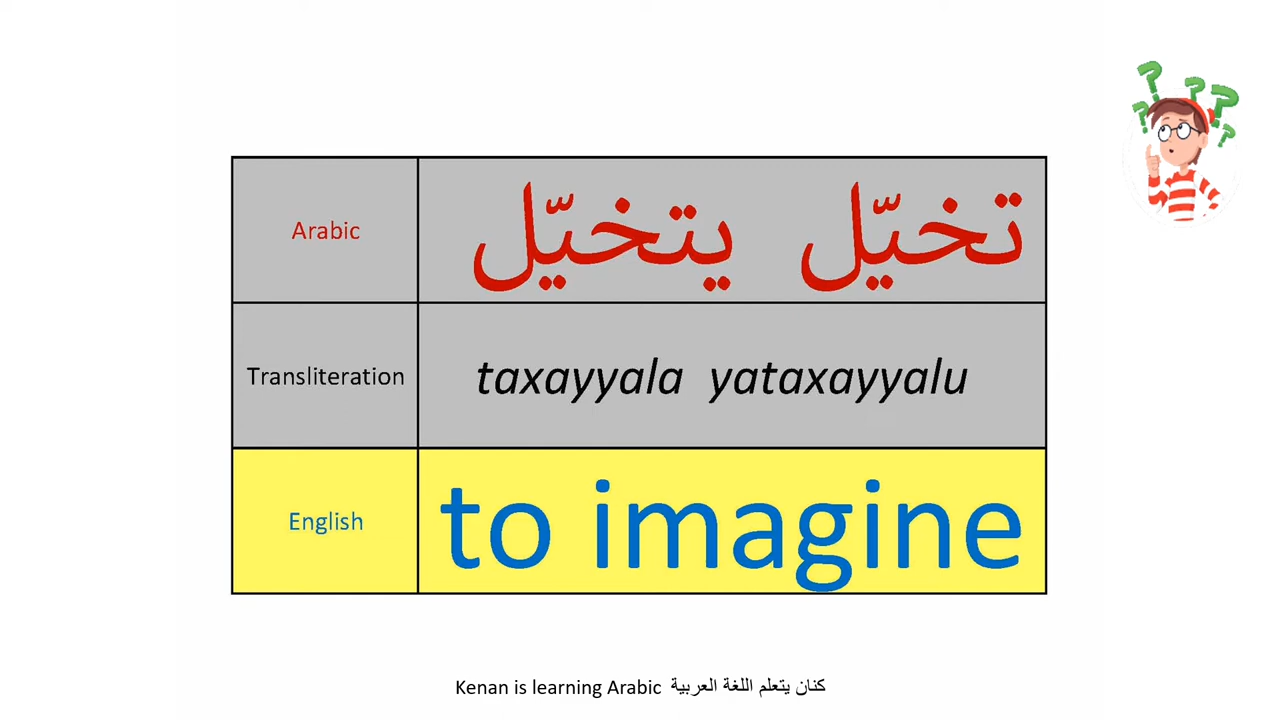 Arabic تخيّل يتخيّل
Transliteration taxayyala yataxayyalu
English to imagine
Kenan is learning Arabic كنان يتعلم اللغة العربية